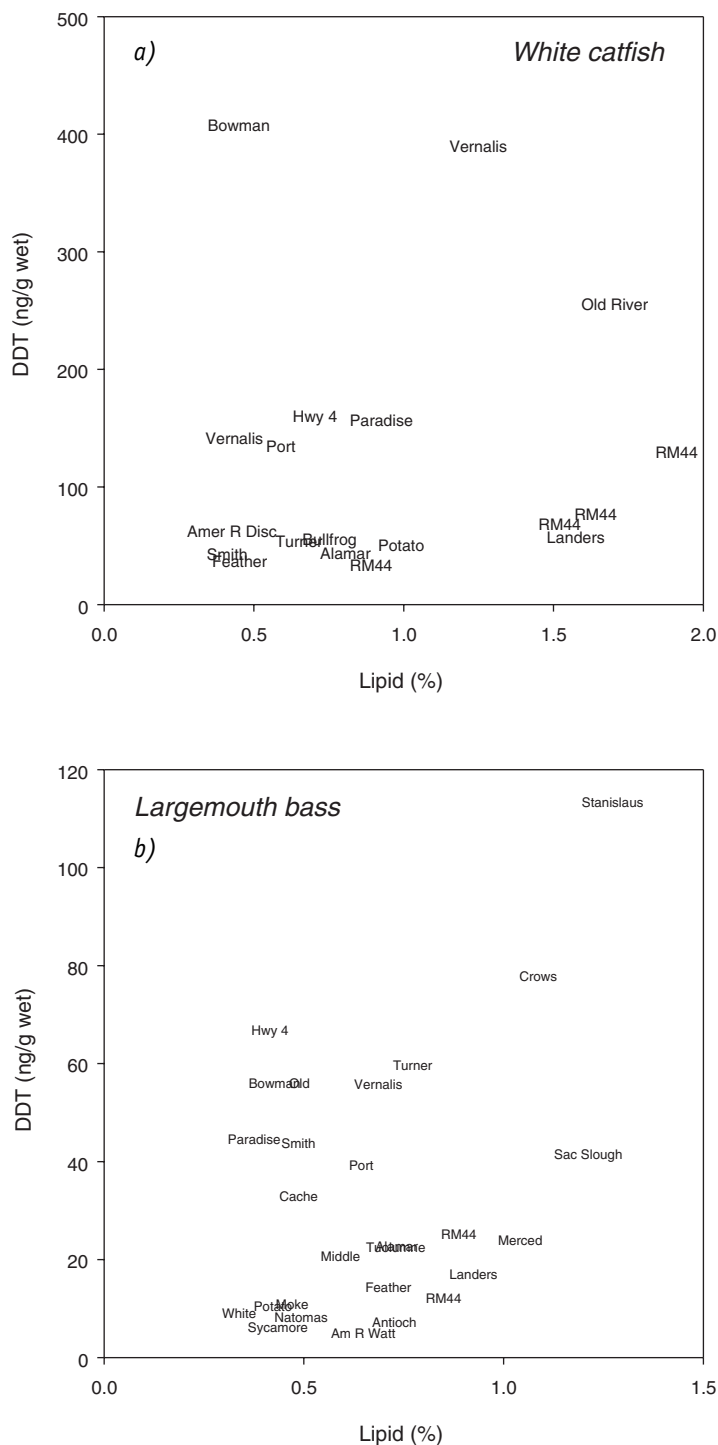 500
a)
White catfish
Bowman
400
Vernalis
300
Old River
DDT (ng/g wet)
200
Hwy 4
Paradise
Vernalis
Port
RM44
100
RM44
RM44
Amer R Disc
Bullfrog
Turner
Landers
Potato
Smith
Alamar
Feather
RM44
0
0.0 0.5 1.0 1.5 2.0
Lipid (%)
120
Largemouth bass
Stanislaus
b)
100
80
Crows
Hwy 4
60
Turner
Bowman
Old
Vernalis
DDT (ng/g wet)
Paradise
Smith
Sac Slough
40
Port
Cache
RM44
Merced
Alamar
Tuolumne
20
Middle
Landers
Feather
RM44
Moke
Potato
White
Natomas
Antioch
Sycamore
Am R Watt
0
0.0 0.5 1.0 1.5
Lipid (%)